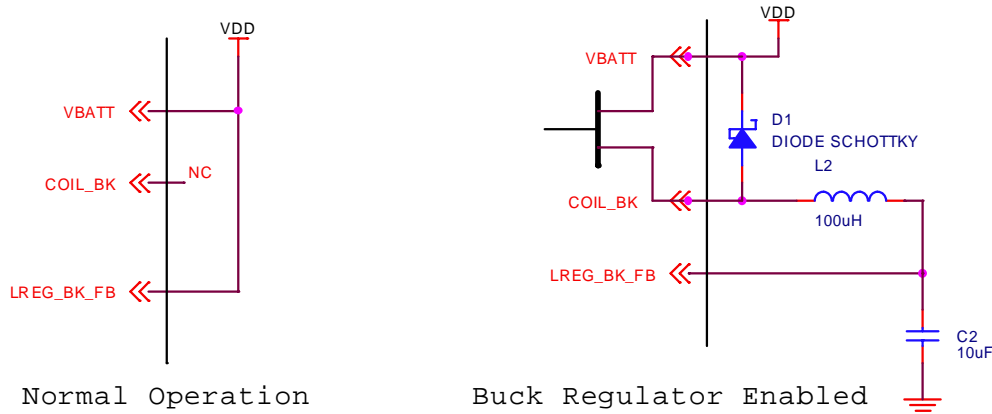 VDD
VBATT
COIL_BK
NC
LREG_BK_FB
Normal Operation
VDD
VBATT
D1
DIODE SCHOTTKY
L2
COIL_BK
100uH
LREG_BK_FB
C2
10uF
Buck Regulator Enabled